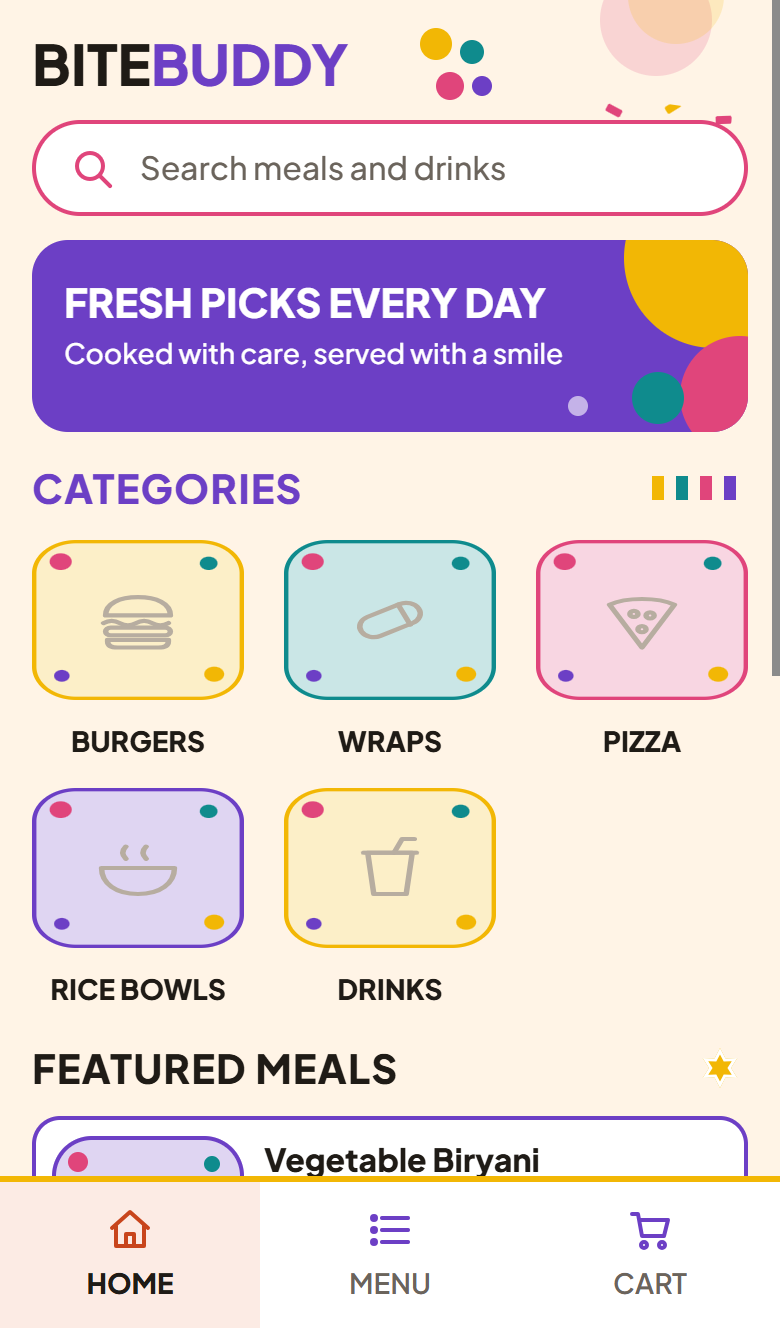 BITEBUDDY
Search meals and drinks
FRESH PICKS EVERY DAY
Cooked with care, served with a smile
CATEGORIES
BURGERS
WRAPS
PIZZA
RICE BOWLS
DRINKS
FEATURED MEALS
Vegetable Biryani
HOME
MENU
CART